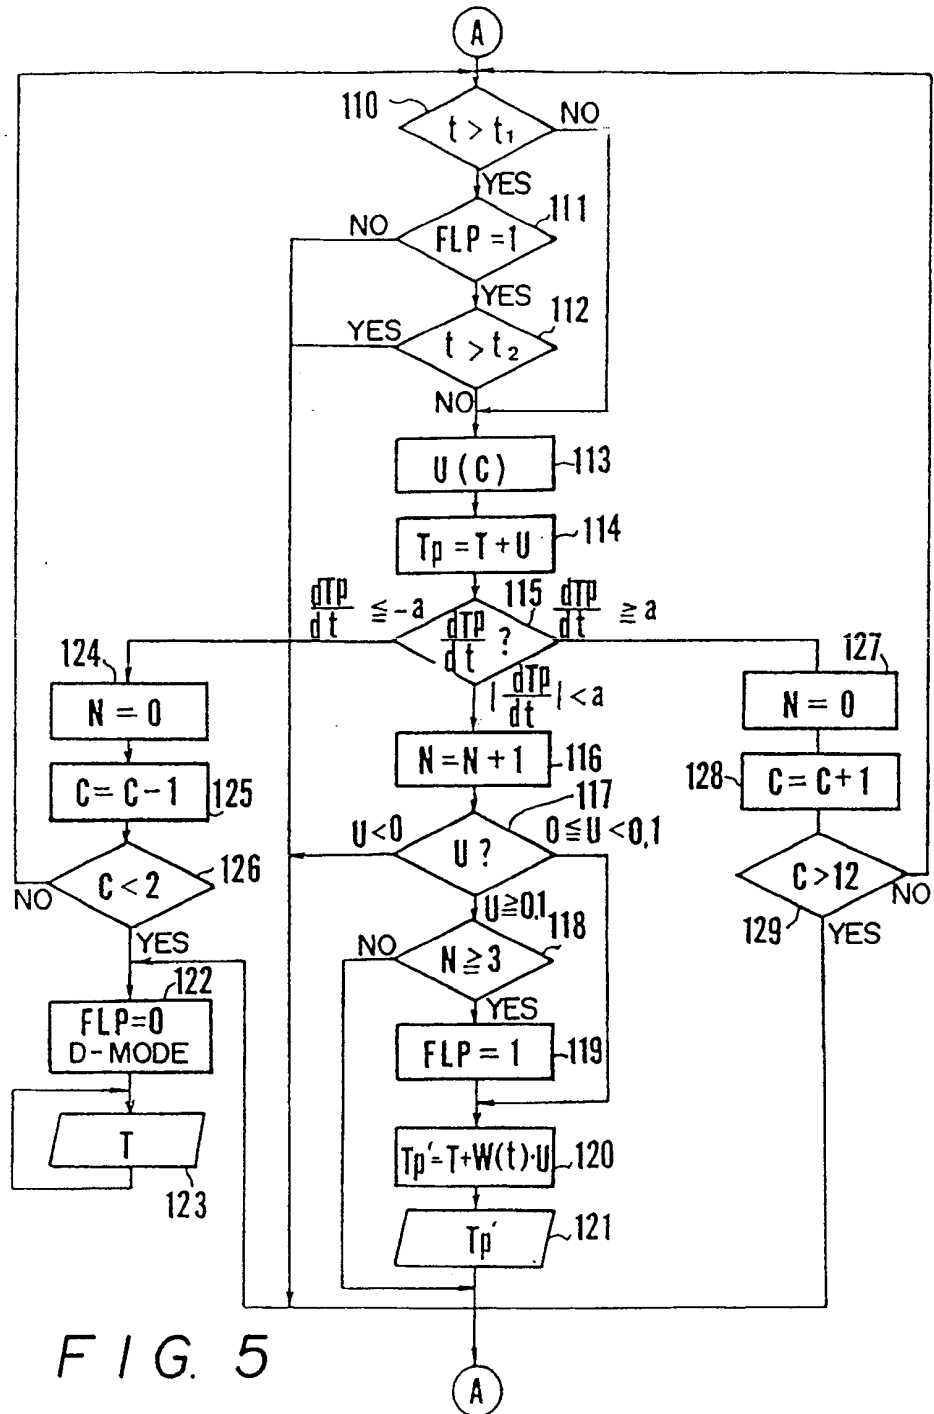 A
110
t > t₁
NO
YES
111
NO
FLP = 1
YES
112
YES
t > t₂
NO
U (C)
113
Tp = T + U
114
dTp/dt ≦ -a
115
dTp/dt ?
dTp/dt ≧ a
|dTp/dt| < a
124
N = 0
127
N = 0
N = N + 1
116
C = C - 1
125
128
C = C + 1
117
U < 0
U ?
0 ≦ U < 0,1
C < 2
126
NO
YES
C > 12
NO
129
YES
U ≧ 0,1
118
NO
N ≧ 3
YES
122
FLP=0
D-MODE
FLP = 1
119
T
123
Tp′= T+W(t)·U
120
Tp′
121
FIG. 5
A